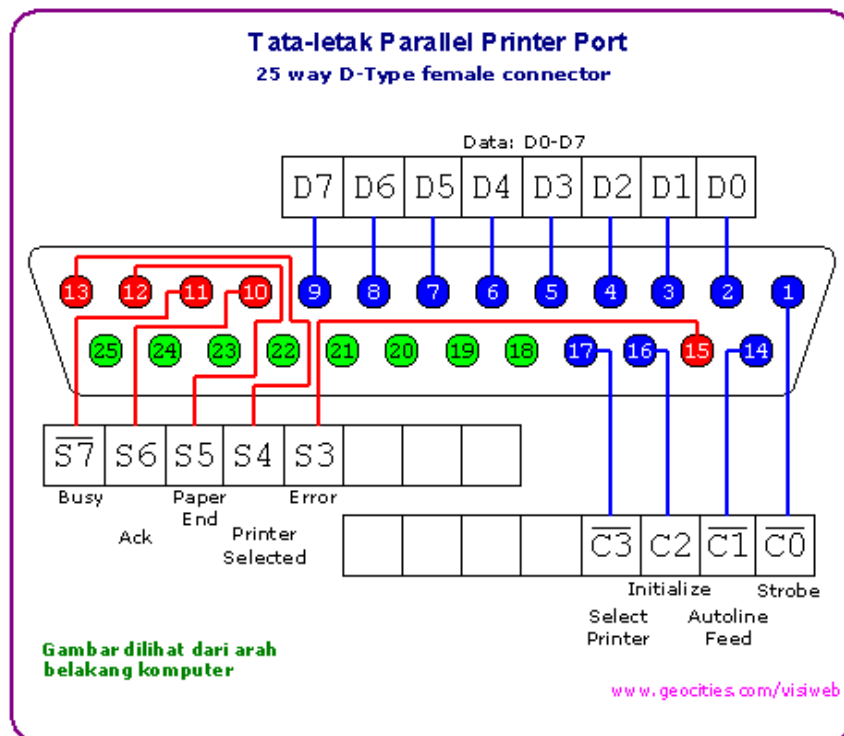 Tata-letak Parallel Printer Port
25 way D-Type female connector
Data: D0-D7
D7 D6 D5 D4 D3 D2 D1 D0
13 12 11 10 9 8 7 6 5 4 3 2 1
25 24 23 22 21 20 19 18 17 16 15 14
S7 S6 S5 S4 S3
Busy Paper Error
End
Ack Printer
Selected
C3 C2 C1 C0
Initialize Strobe
Select Autoline
Printer Feed
Gambar dilihat dari arah
belakang komputer
www.geocities.com/visiweb